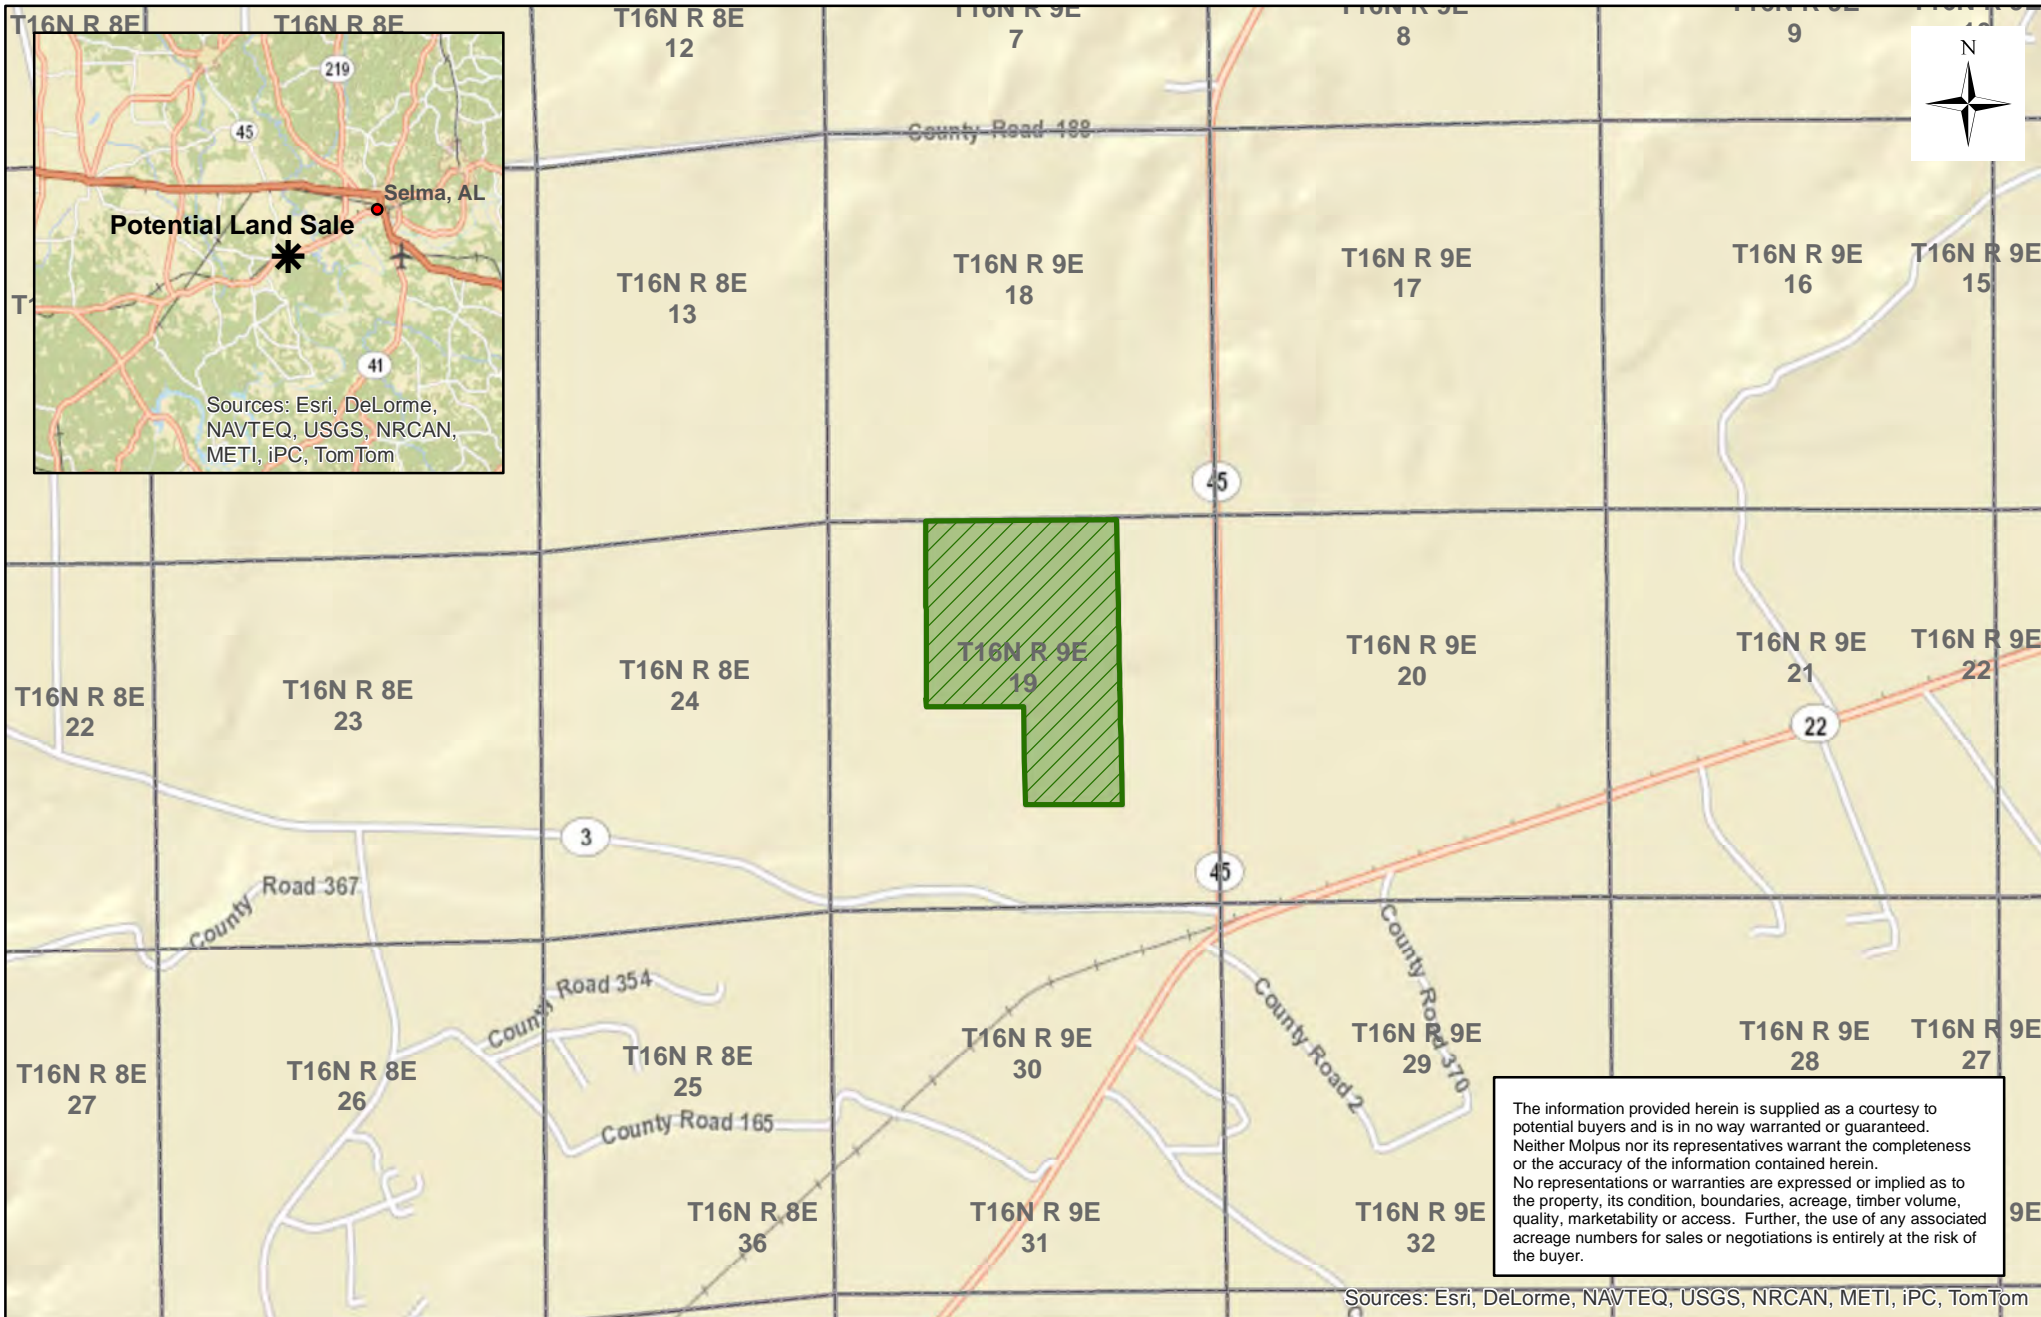 T16N R 8E
T16N R 8E
T16N R 8E
12
T16N R 9E
7
T16N R 9E
8
9
N
219
45
Selma, AL
Potential Land Sale
41
Sources: Esri, DeLorme,
NAVTEQ, USGS, NRCAN,
METI, iPC, TomTom
County Road 188
T16N R 8E
13
T16N R 9E
18
T16N R 9E
17
T16N R 9E
16
T16N R 9E
15
45
T16N R 8E
22
T16N R 8E
23
T16N R 8E
24
T16N R 9E
19
T16N R 9E
20
T16N R 9E
21
T16N R 9E
22
22
3
45
County Road 367
County Road 354
County Road 165
County Road 2
County Road 370
T16N R 8E
27
T16N R 8E
26
T16N R 8E
25
T16N R 9E
30
T16N R 9E
29
T16N R 9E
28
T16N R 9E
27
T16N R 8E
36
T16N R 9E
31
T16N R 9E
32
9E
The information provided herein is supplied as a courtesy to
potential buyers and is in no way warranted or guaranteed.
Neither Molpus nor its representatives warrant the completeness
or the accuracy of the information contained herein.
No representations or warranties are expressed or implied as to
the property, its condition, boundaries, acreage, timber volume,
quality, marketability or access. Further, the use of any associated
acreage numbers for sales or negotiations is entirely at the risk of
the buyer.
Sources: Esri, DeLorme, NAVTEQ, USGS, NRCAN, METI, iPC, TomTom